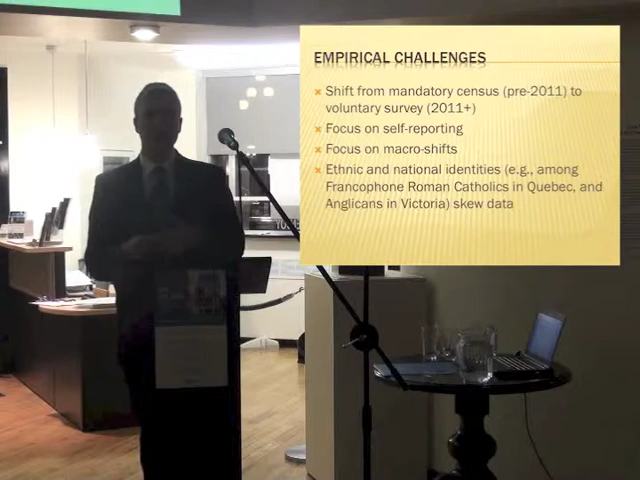 EMPIRICAL CHALLENGES
Shift from mandatory census (pre-2011) to
voluntary survey (2011+)
Focus on self-reporting
Focus on macro-shifts
Ethnic and national identities (e.g., among
Francophone Roman Catholics in Quebec, and
Anglicans in Victoria) skew data